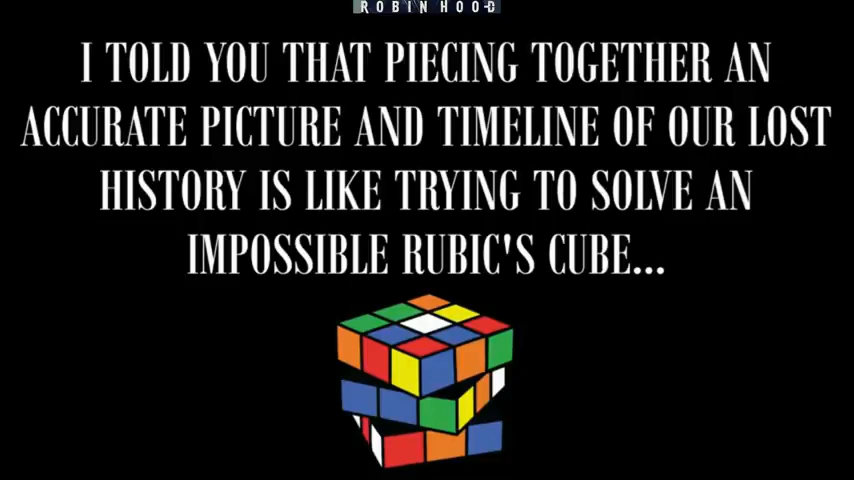 ROBIN HOOD
I TOLD YOU THAT PIECING TOGETHER AN
ACCURATE PICTURE AND TIMELINE OF OUR LOST
HISTORY IS LIKE TRYING TO SOLVE AN
IMPOSSIBLE RUBIC'S CUBE...